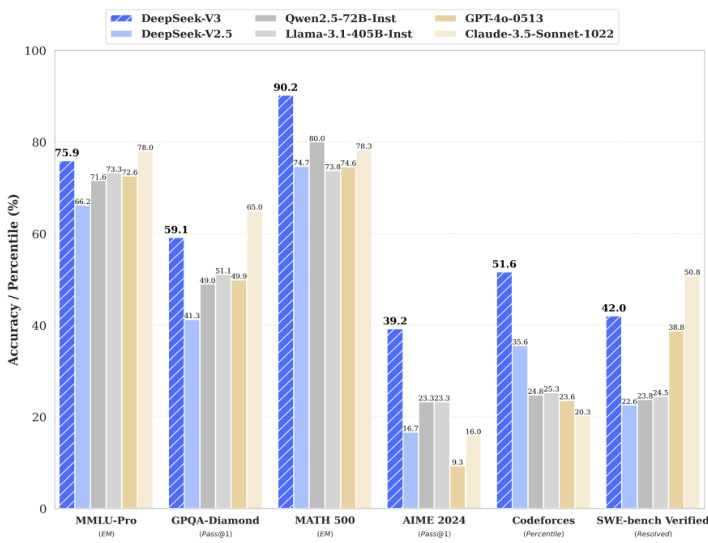 DeepSeek-V3 Qwen2.5-72B-Inst GPT-4o-0513
DeepSeek-V2.5 Llama-3.1-405B-Inst Claude-3.5-Sonnet-1022
Accuracy / Percentile (%)
100
80
60
40
20
0
75.9 66.2 71.6 73.3 72.6 78.0
59.1 41.3 49.0 51.1 49.9 65.0
90.2 74.7 80.0 73.8 74.6 78.3
39.2 16.7 23.3 23.3 9.3 16.0
51.6 35.6 24.8 25.3 23.6 20.3
42.0 22.6 23.8 24.5 38.8 50.8
MMLU-Pro GPQA-Diamond MATH 500 AIME 2024 Codeforces SWE-bench Verified
(EM) (Pass@1) (EM) (Pass@1) (Percentile) (Resolved)